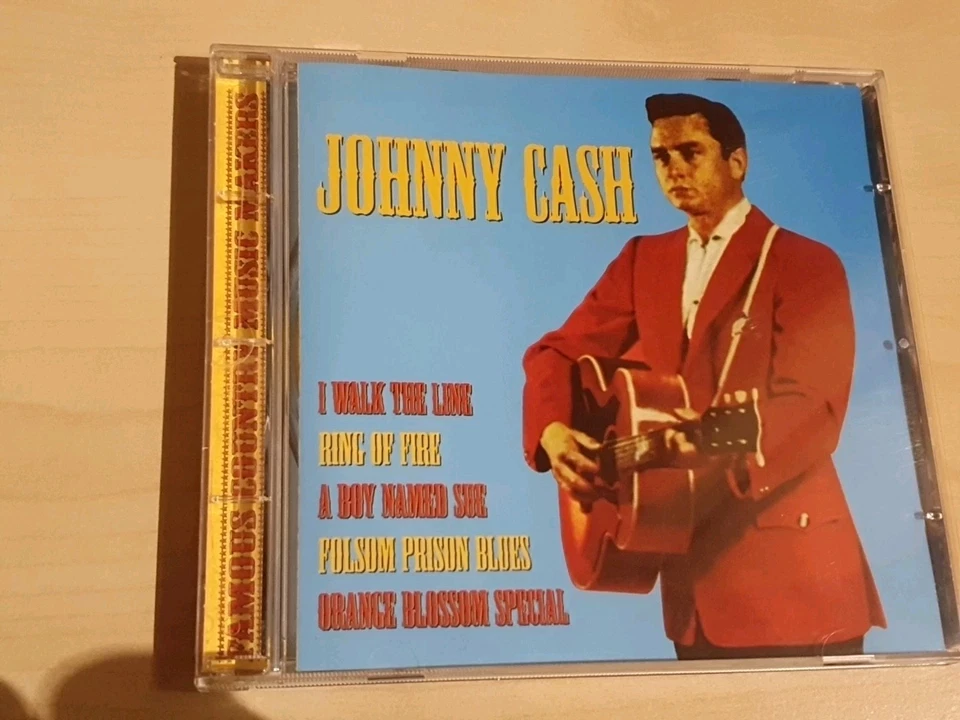 FAMOUS COUNTRY MUSIC MAKERS
JOHNNY CASH
I WALK THE LINE
RING OF FIRE
A BOY NAMED SUE
FOLSOM PRISON BLUES
ORANGE BLOSSOM SPECIAL